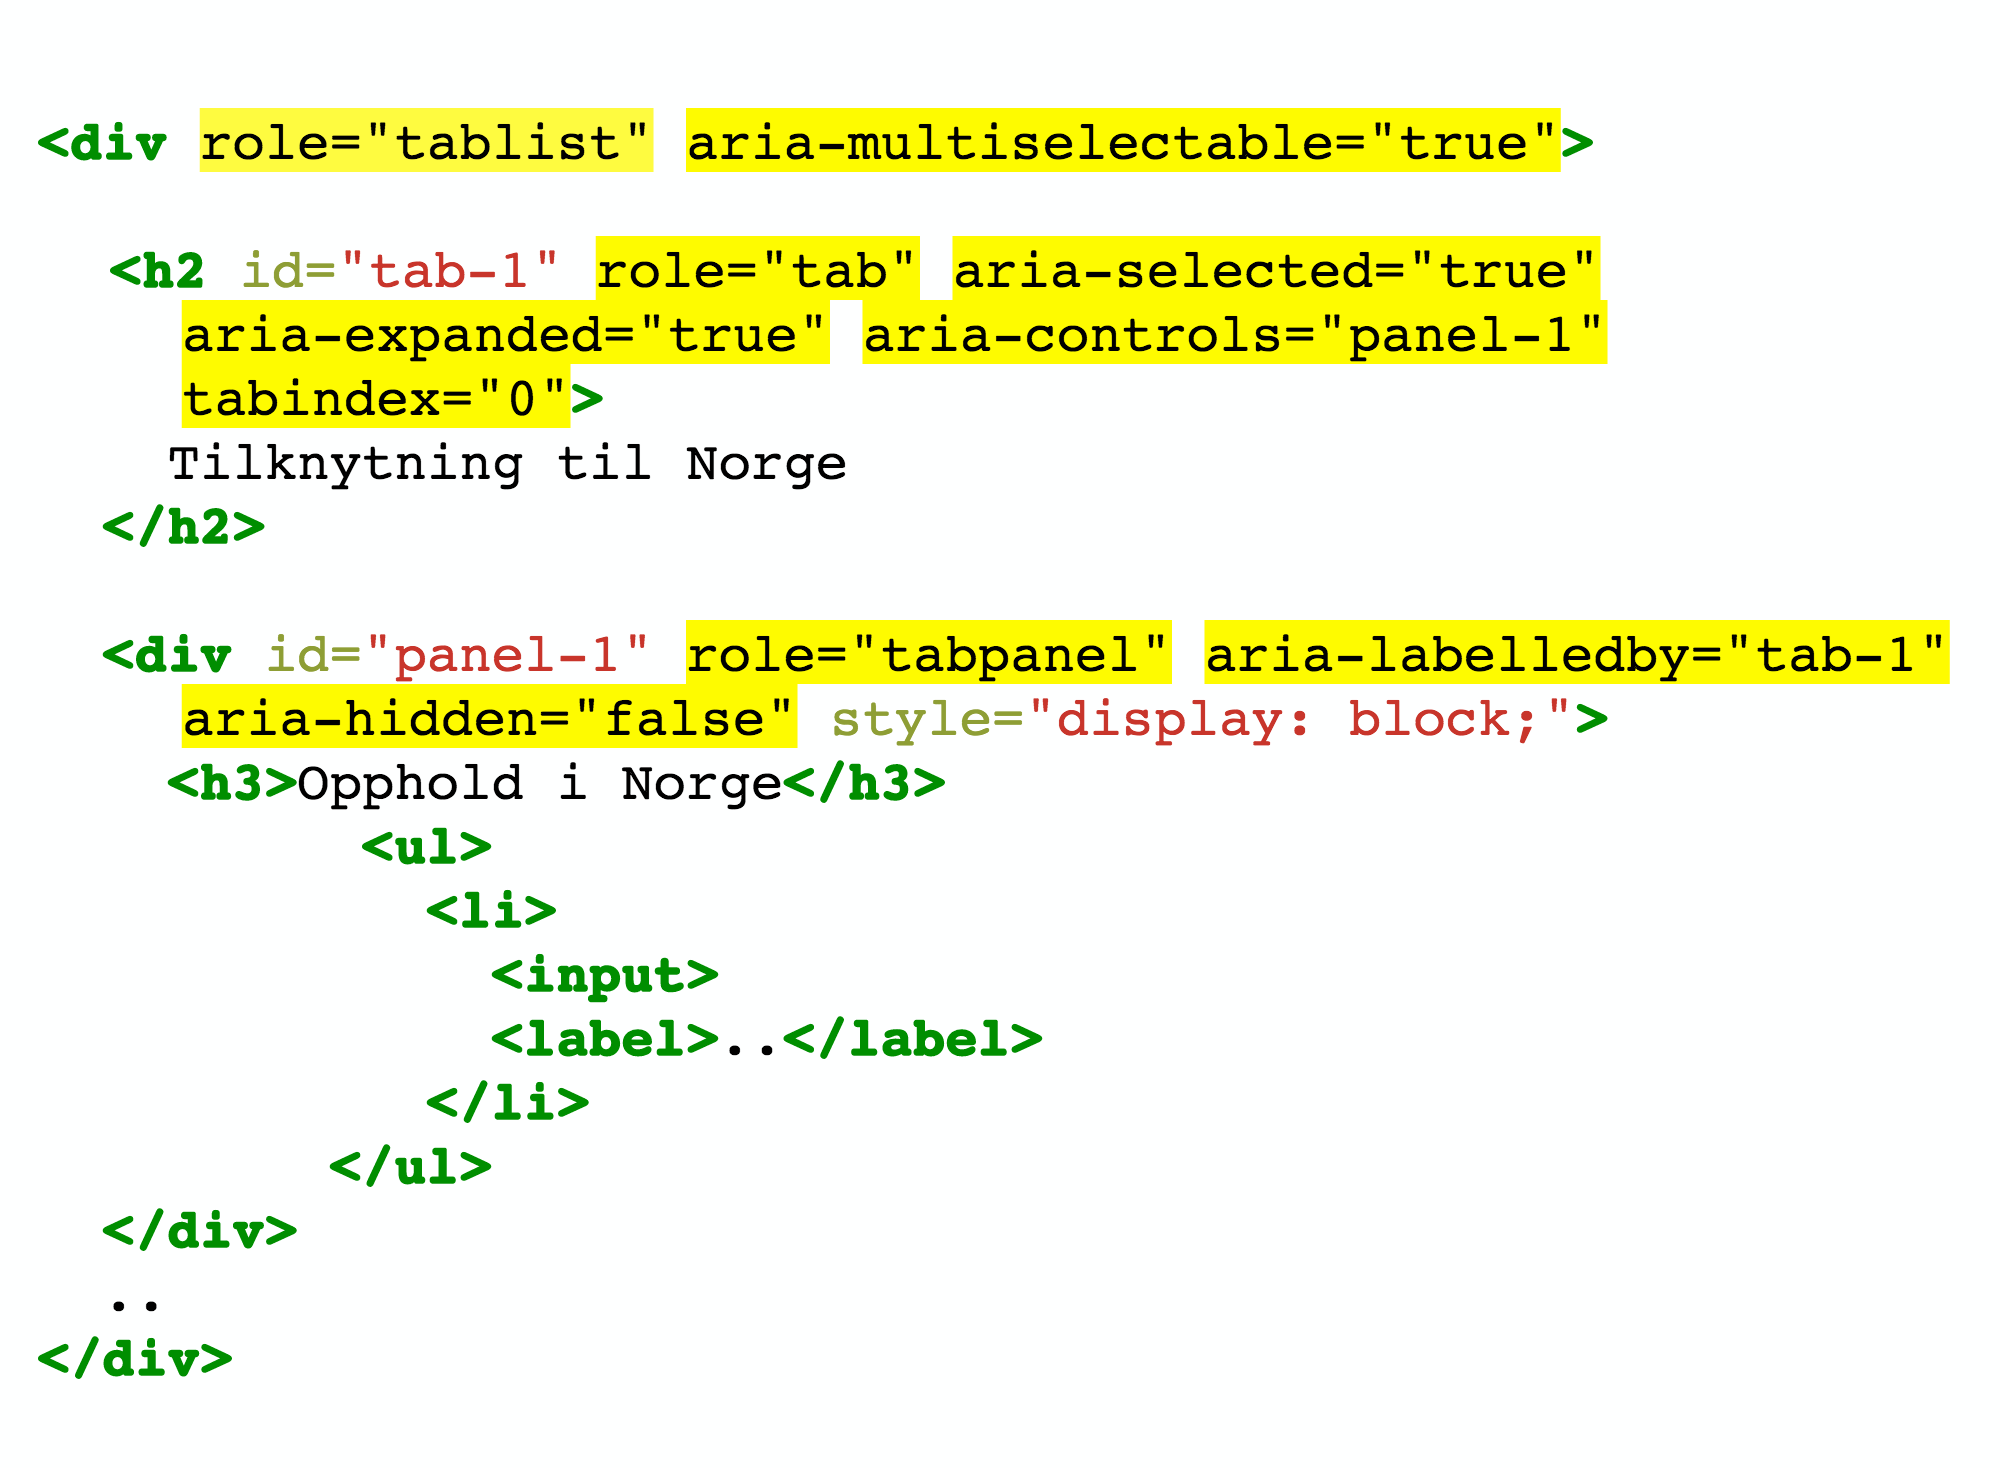 <div role="tablist" aria-multiselectable="true">
<h2 id="tab-1" role="tab" aria-selected="true"
aria-expanded="true" aria-controls="panel-1"
tabindex="0">
Tilknytning til Norge
</h2>
<div id="panel-1" role="tabpanel" aria-labelledby="tab-1"
aria-hidden="false" style="display: block;">
<h3>Opphold i Norge</h3>
<ul>
<li>
<input>
<label>..</label>
</li>
</ul>
</div>
..
</div>